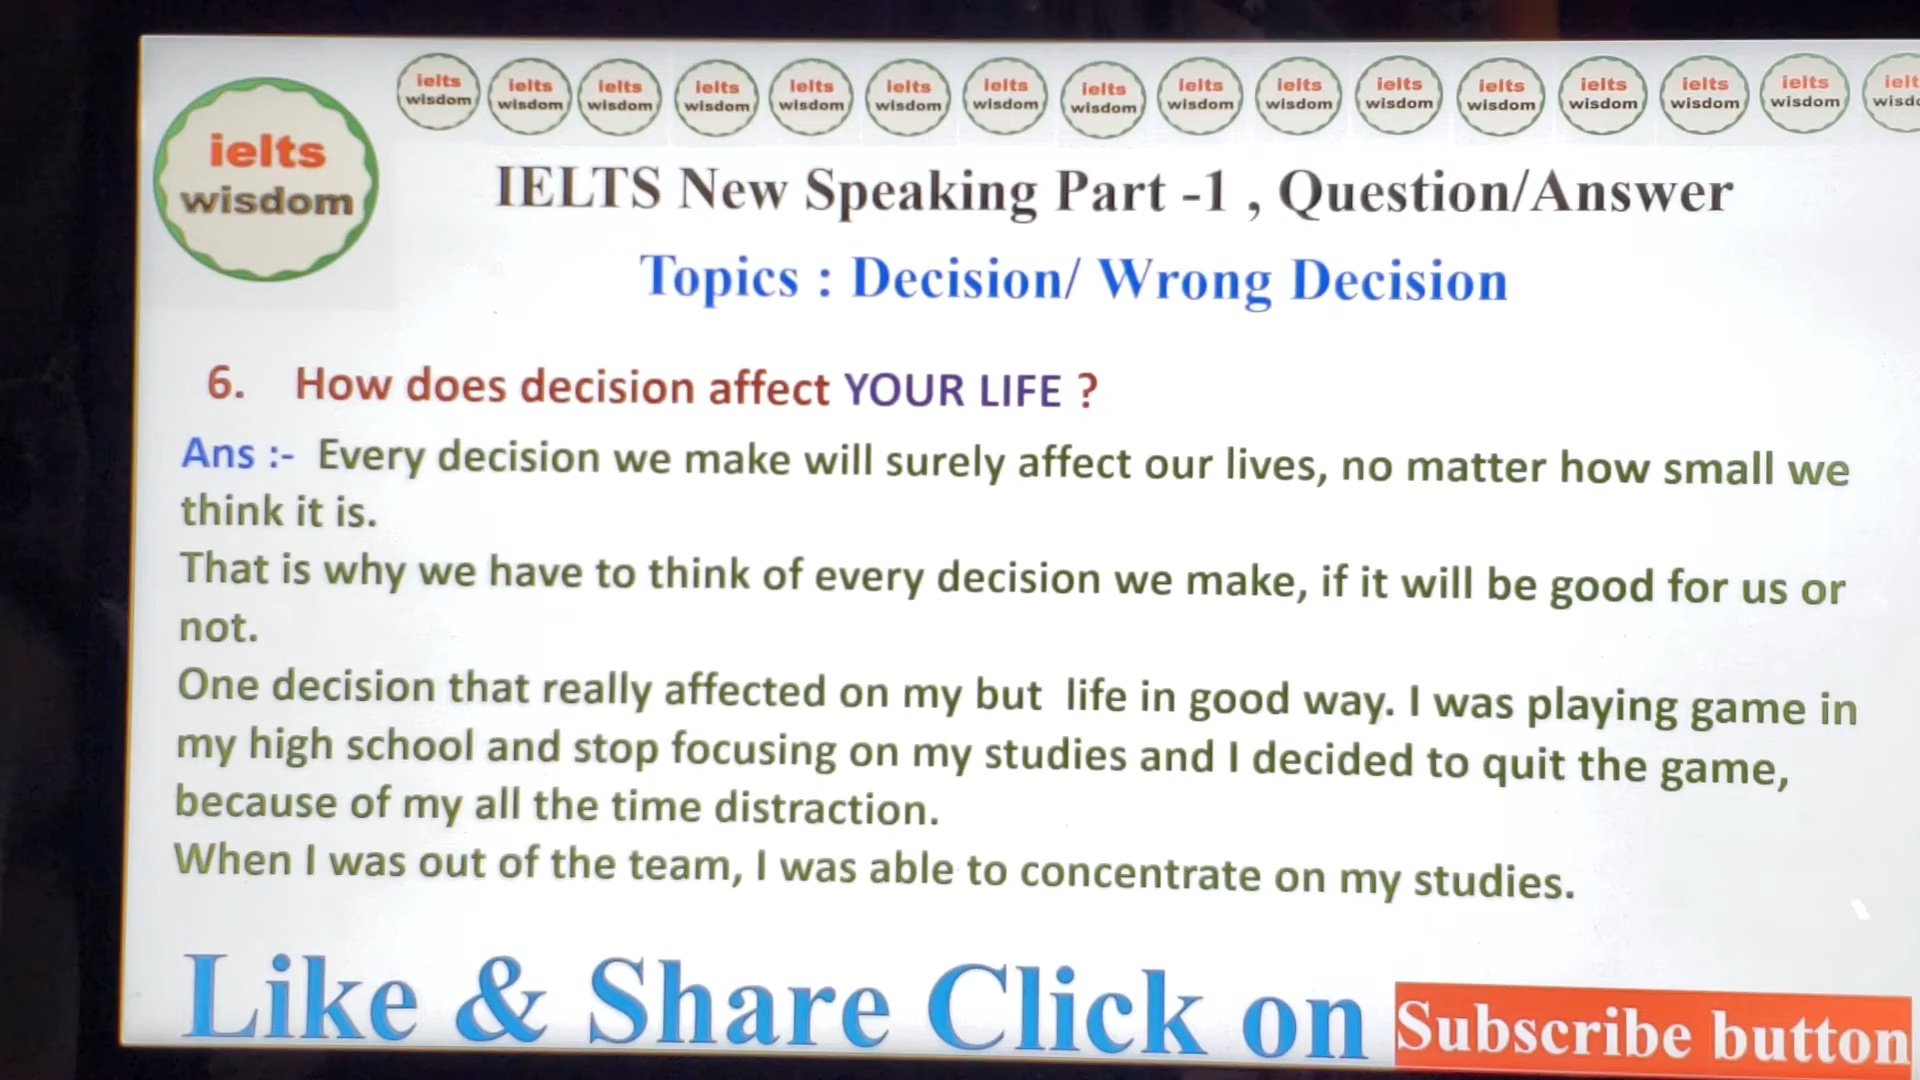 ielts wisdom ielts wisdom ielts wisdom ielts wisdom ielts wisdom ielts wisdom ielts wisdom ielts wisdom ielts wisdom ielts wisdom ielts wisdom ielts wisdom ielts wisdom ielts wisdom ielts wisdom
ielts
wisdom
IELTS New Speaking Part -1 , Question/Answer
Topics : Decision/ Wrong Decision
6. How does decision affect YOUR LIFE ?
Ans :- Every decision we make will surely affect our lives, no matter how small we
think it is.
That is why we have to think of every decision we make, if it will be good for us or
not.
One decision that really affected on my but life in good way. I was playing game in
my high school and stop focusing on my studies and I decided to quit the game,
because of my all the time distraction.
When I was out of the team, I was able to concentrate on my studies.
Like & Share Click on Subscribe button